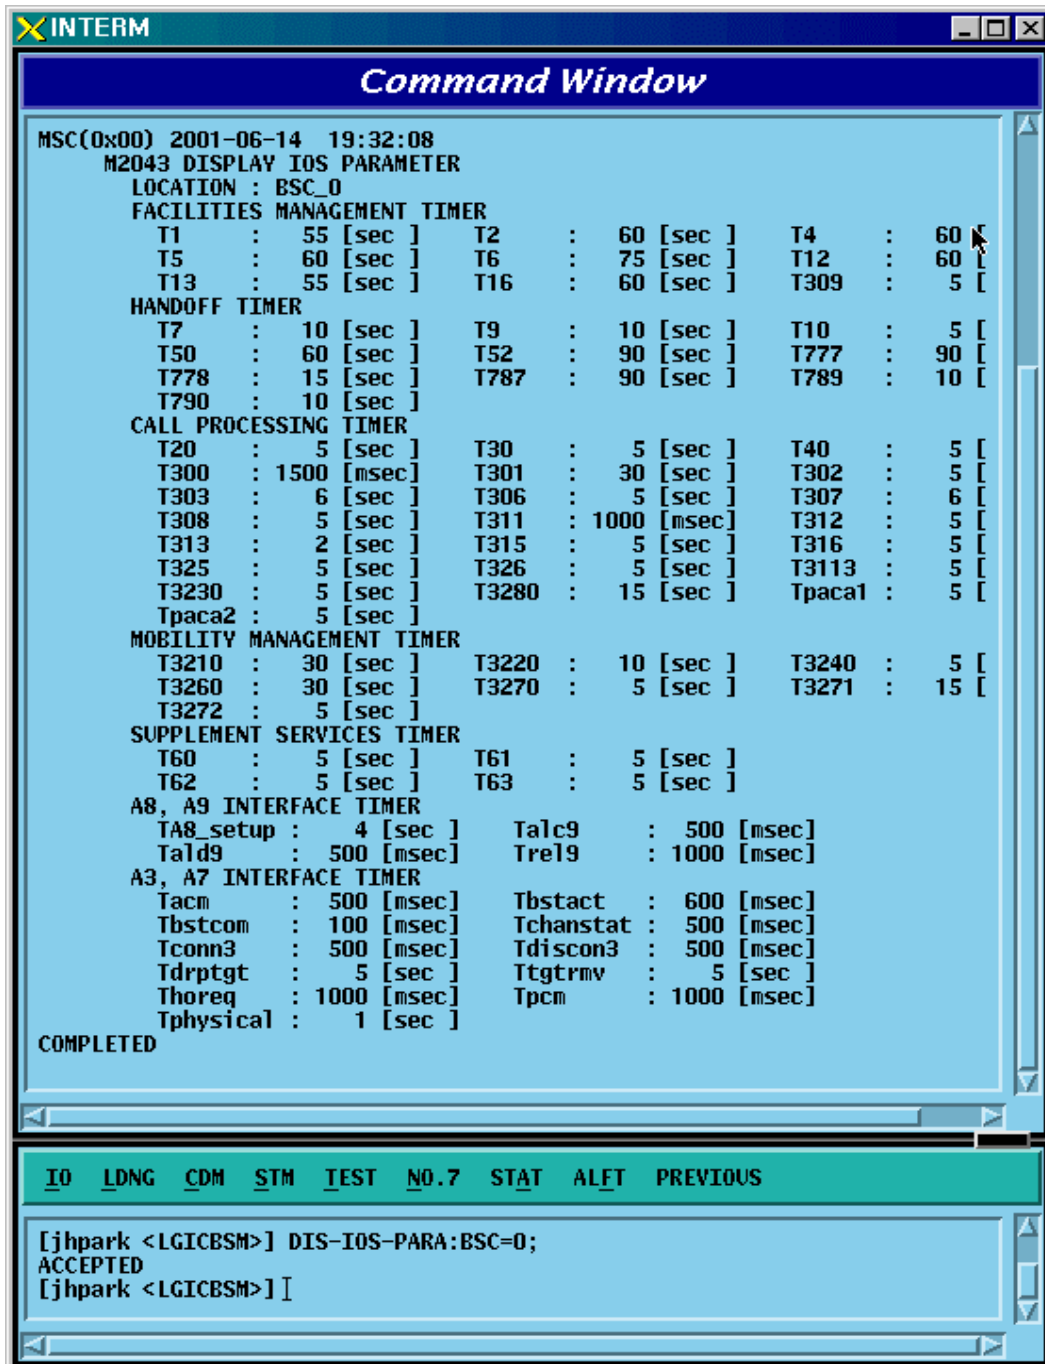 INTERM
Command Window
MSC(0x00) 2001-06-14  19:32:08
M2043 DISPLAY IOS PARAMETER
LOCATION : BSC_0
FACILITIES MANAGEMENT TIMER
T1 : 55 [sec ] T2 : 60 [sec ] T4 : 60 [
T5 : 60 [sec ] T6 : 75 [sec ] T12 : 60 [
T13 : 55 [sec ] T16 : 60 [sec ] T309 : 5 [
HANDOFF TIMER
T7 : 10 [sec ] T9 : 10 [sec ] T10 : 5 [
T50 : 60 [sec ] T52 : 90 [sec ] T777 : 90 [
T778 : 15 [sec ] T787 : 90 [sec ] T789 : 10 [
T790 : 10 [sec ]
CALL PROCESSING TIMER
T20 : 5 [sec ] T30 : 5 [sec ] T40 : 5 [
T300 : 1500 [msec] T301 : 30 [sec ] T302 : 5 [
T303 : 6 [sec ] T306 : 5 [sec ] T307 : 6 [
T308 : 5 [sec ] T311 : 1000 [msec] T312 : 5 [
T313 : 2 [sec ] T315 : 5 [sec ] T316 : 5 [
T325 : 5 [sec ] T326 : 5 [sec ] T3113 : 5 [
T3230 : 5 [sec ] T3280 : 15 [sec ] Tpaca1 : 5 [
Tpaca2 : 5 [sec ]
MOBILITY MANAGEMENT TIMER
T3210 : 30 [sec ] T3220 : 10 [sec ] T3240 : 5 [
T3260 : 30 [sec ] T3270 : 5 [sec ] T3271 : 15 [
T3272 : 5 [sec ]
SUPPLEMENT SERVICES TIMER
T60 : 5 [sec ] T61 : 5 [sec ]
T62 : 5 [sec ] T63 : 5 [sec ]
A8, A9 INTERFACE TIMER
TA8_setup : 4 [sec ] Talc9 : 500 [msec]
Tald9 : 500 [msec] Trel9 : 1000 [msec]
A3, A7 INTERFACE TIMER
Tacm : 500 [msec] Tbstact : 600 [msec]
Tbstcom : 100 [msec] Tchanstat : 500 [msec]
Tconn3 : 500 [msec] Tdiscon3 : 500 [msec]
Tdrptgt : 5 [sec ] Ttgtrmv : 5 [sec ]
Thoreq : 1000 [msec] Tpcm : 1000 [msec]
Tphysical : 1 [sec ]
COMPLETED
IO LDNG CDM STM TEST NO.7 STAT ALFT PREVIOUS
[jhpark <LGICBSM>] DIS-IOS-PARA:BSC=0;
ACCEPTED
[jhpark <LGICBSM>]